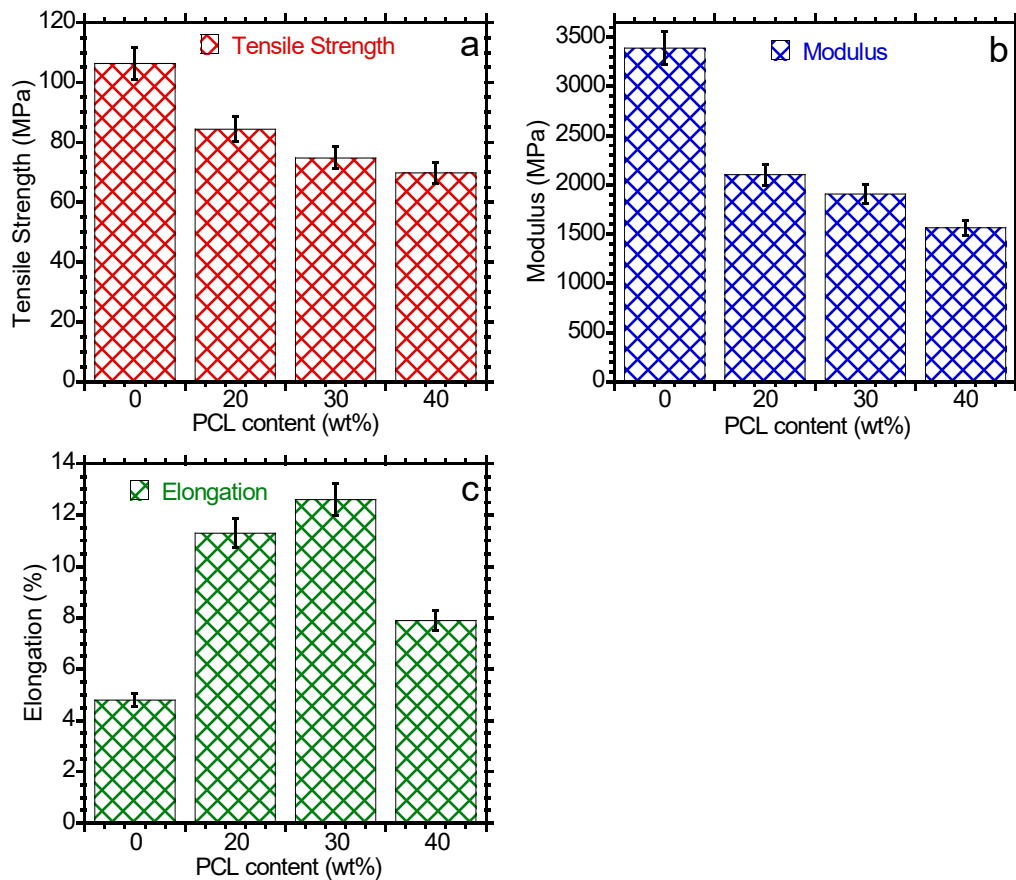 Tensile Strength
a
Tensile Strength (MPa)
120
100
80
60
40
20
0
0 20 30 40
PCL content (wt%)
Modulus
b
Modulus (MPa)
3500
3000
2500
2000
1500
1000
500
0
0 20 30 40
PCL content (wt%)
Elongation
c
Elongation (%)
14
12
10
8
6
4
2
0
0 20 30 40
PCL content (wt%)